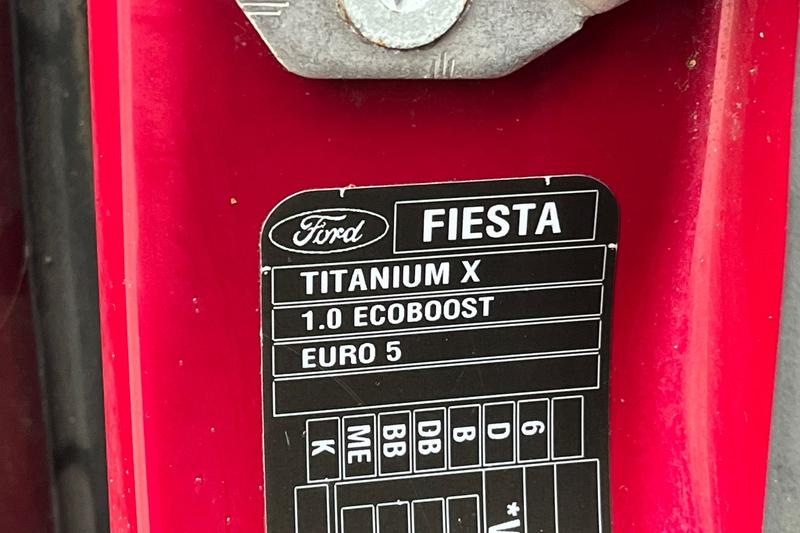 Ford FIESTA
TITANIUM X
1.0 ECOBOOST
EURO 5
K ME BB DB B D 6